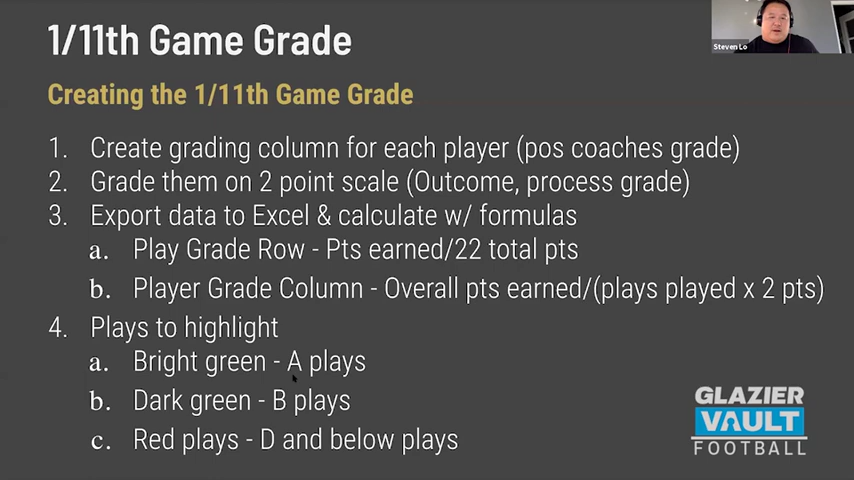 1/11th Game Grade
Steven Lo
Creating the 1/11th Game Grade
1. Create grading column for each player (pos coaches grade)
2. Grade them on 2 point scale (Outcome, process grade)
3. Export data to Excel & calculate w/ formulas
a. Play Grade Row - Pts earned/22 total pts
b. Player Grade Column - Overall pts earned/(plays played x 2 pts)
4. Plays to highlight
a. Bright green - A plays
b. Dark green - B plays
c. Red plays - D and below plays
GLAZIER
VAULT
FOOTBALL